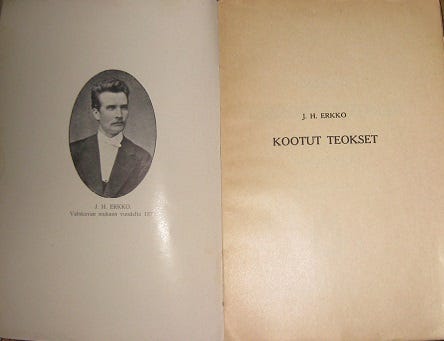 J. H. ERKKO.
Valokuvan mukaan vuodelta
J. H. ERKKO
KOOTUT TEOKSET